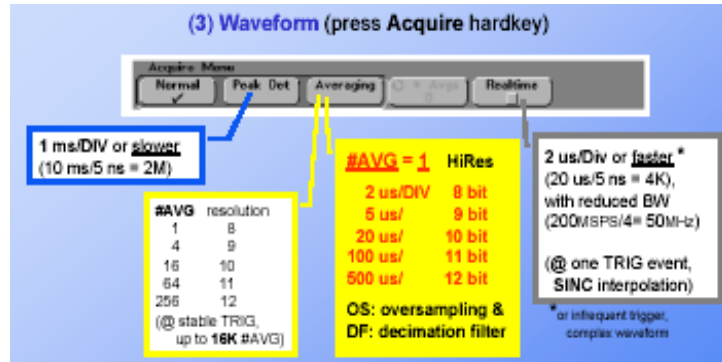 (3) Waveform (press Acquire hardkey)
Acquire Menu
Normal
✓
Peak Det
Averaging
# Avgs
Realtime
1 ms/DIV or slower
(10 ms/5 ns = 2M)
#AVG resolution
1 8
4 9
16 10
64 11
256 12
(@ stable TRIG,
up to 16K #AVG)
#AVG = 1 HiRes
2 us/DIV 8 bit
5 us/ 9 bit
20 us/ 10 bit
100 us/ 11 bit
500 us/ 12 bit
OS: oversampling &
DF: decimation filter
2 us/Div or faster *
(20 us/5 ns = 4K),
with reduced BW
(200MSPS/4= 50MHz)
(@ one TRIG event,
SINC interpolation)
*or infrequent trigger,
complex waveform